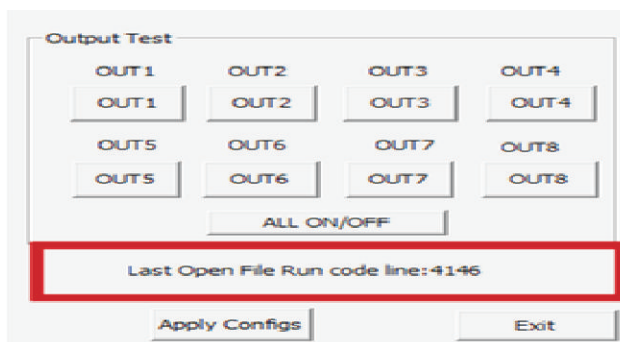 Output Test
OUT1 OUT2 OUT3 OUT4
OUT1 OUT2 OUT3 OUT4
OUT5 OUT6 OUT7 OUT8
OUT5 OUT6 OUT7 OUT8
ALL ON/OFF
Last Open File Run code line:4146
Apply Configs Exit